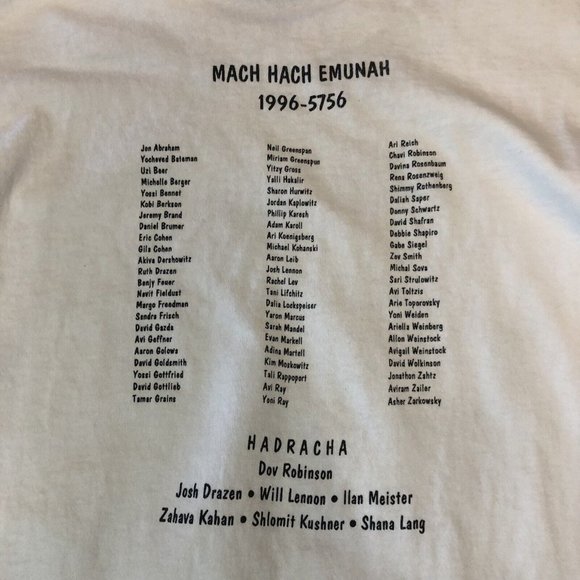 MACH HACH EMUNAH
1996-5756
Jon Abraham
Yocheved Bateman
Uzi Beer
Michelle Berger
Yossi Bennet
Kobi Berkson
Jeremy Brand
Daniel Brumer
Eric Cohen
Gila Cohen
Akiva Dershowitz
Ruth Drazen
Benjy Feuer
Navit Fieldust
Margo Freedman
Sendra Frisch
David Gazda
Avi Geffner
Aaron Golows
David Goldsmith
Yossi Gottfried
David Gottlieb
Tamar Grains
Neil Greenspan
Miriam Greenspun
Yitzy Gross
Yalli Hakalir
Sharon Hurwitz
Jordan Kaplowitz
Phillip Karesh
Adam Karoll
Ari Koenigsberg
Michael Kohanski
Aaron Leib
Josh Lennon
Rachel Lev
Tani Lifchitz
Dalia Lockspeiser
Yaron Marcus
Sarah Mandel
Evan Markell
Adina Martell
Kim Moskowitz
Tali Rappoport
Avi Ray
Yoni Ray
Ari Reich
Chavi Robinson
Davina Rosenbaum
Rena Rosenzweig
Shimmy Rothenberg
Daliah Saper
Donny Schwartz
David Shafran
Debbie Shapiro
Gabe Siegel
Zev Smith
Michal Sova
Sari Strulowitz
Avi Toltzis
Arie Toporovsky
Yoni Weiden
Ariella Weinberg
Allon Weinstock
Avigail Weinstock
David Wolkinson
Jonathon Zahtz
Aviram Zailer
Asher Zarkowsky
HADRACHA
Dov Robinson
Josh Drazen • Will Lennon • Ilan Meister
Zahava Kahan • Shlomit Kushner • Shana Lang